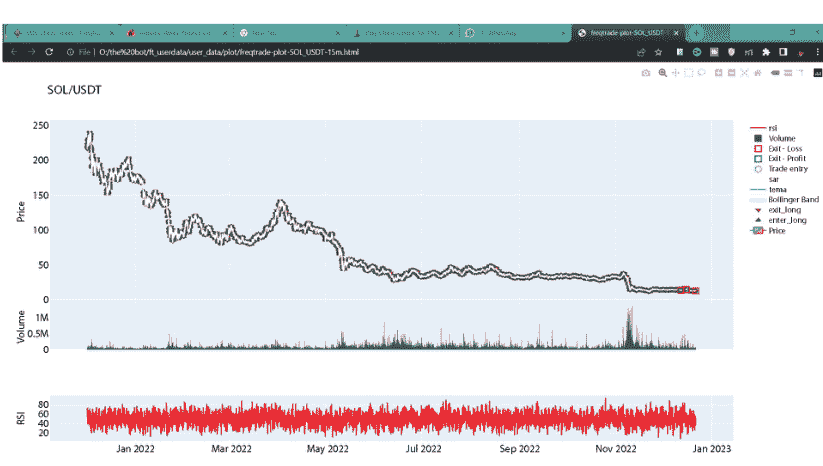 freqtrade-plot-SOL_USDT
File | O:/the%20bot/ft_userdata/user_data/plot/freqtrade-plot-SOL_USDT-15m.html
SOL/USDT
250
200
150
100
50
0
Price
1M
0.5M
0
Volume
80
60
40
20
RSI
Jan 2022
Mar 2022
May 2022
Jul 2022
Sep 2022
Nov 2022
Jan 2023
rsi
Volume
Exit - Loss
Exit - Profit
Trade entry
sar
tema
Bollinger Band
exit_long
enter_long
Price